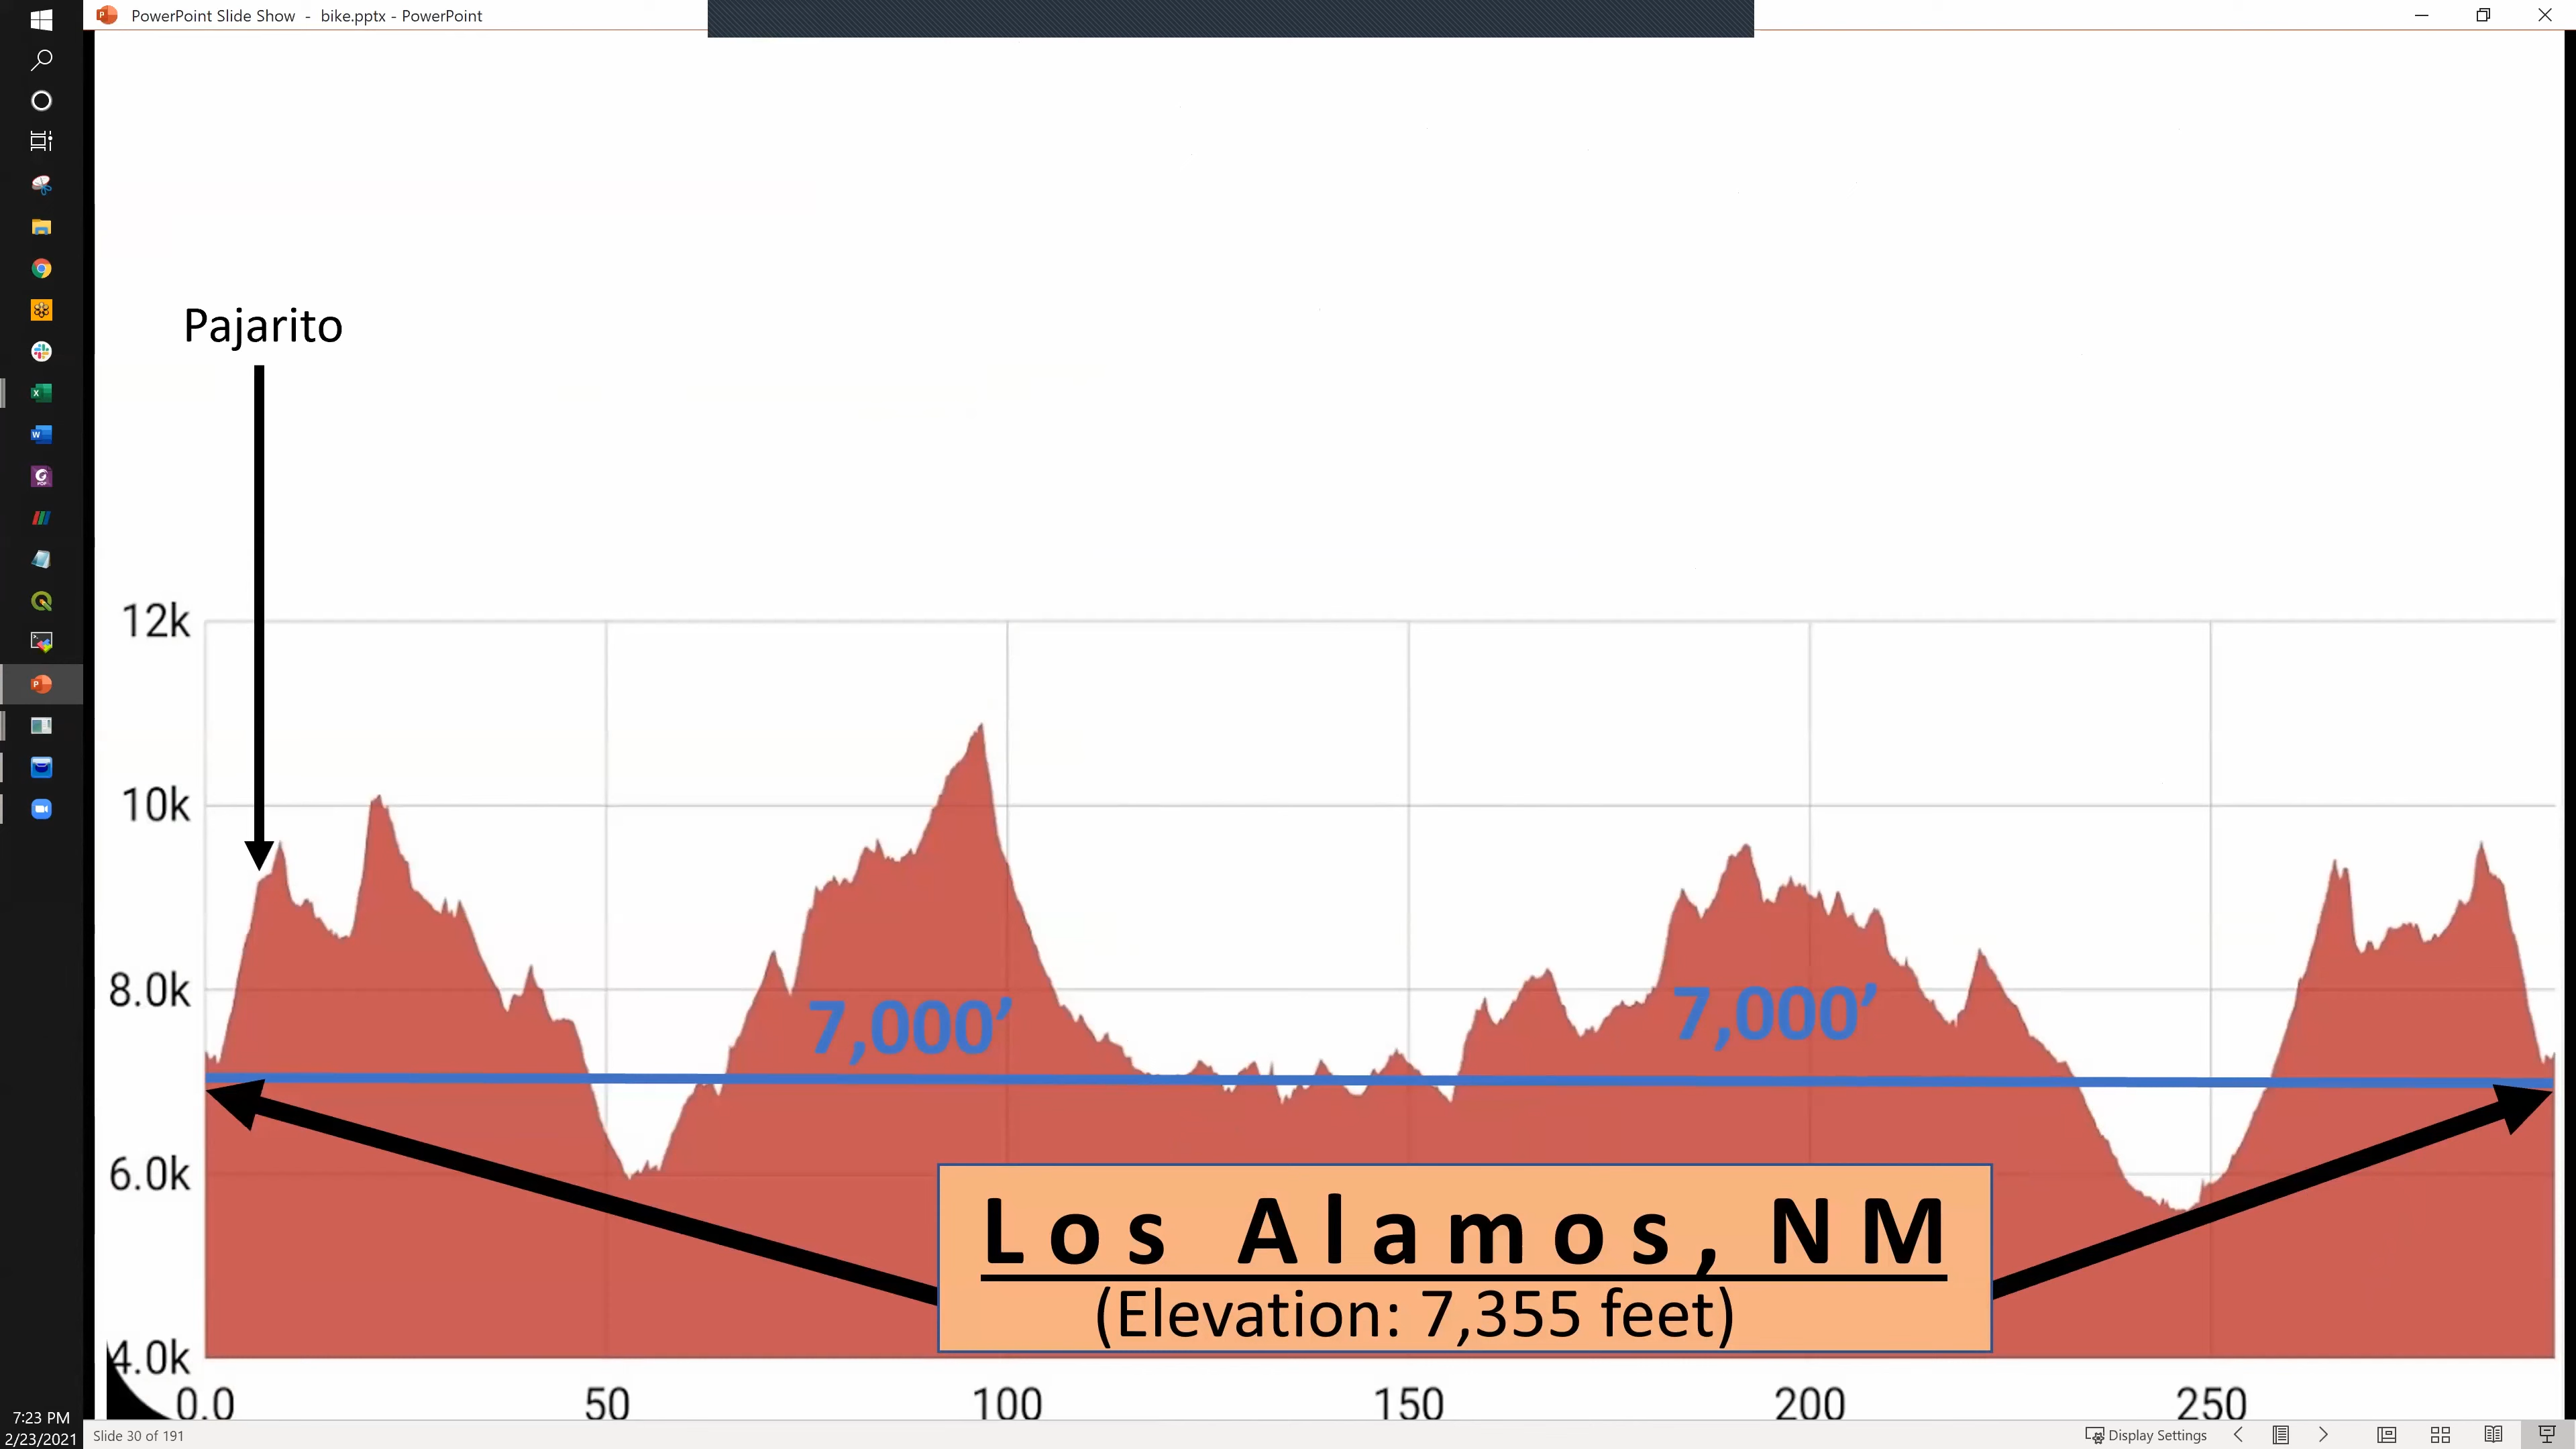 PowerPoint Slide Show - bike.pptx - PowerPoint
Pajarito
12k
10k
8.0k
7,000’
7,000’
6.0k
Los Alamos, NM
(Elevation: 7,355 feet)
4.0k
0.0 50 100 150 200 250
7:23 PM
2/23/2021
Slide 30 of 191
Display Settings